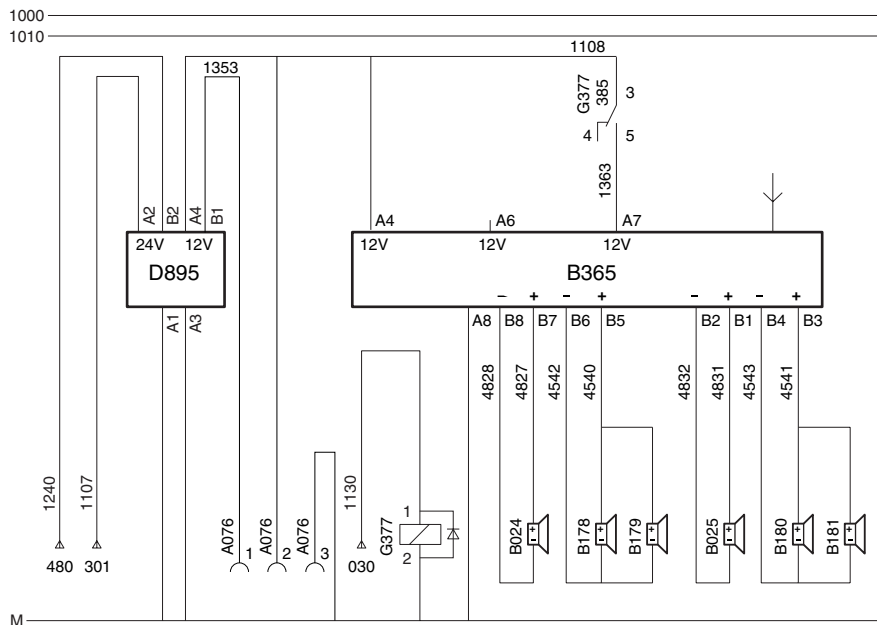 1000
1010
1108
1353
G377
385
3
4
5
1363
A2
B2
A4
B1
A4
A6
A7
24V
12V
12V
12V
12V
D895
B365
– + – +
- + - +
A1
A3
A8
B8
B7
B6
B5
B2
B1
B4
B3
4828
4827
4542
4540
4832
4831
4543
4541
1240
1107
A076
1
A076
2
A076
3
1130
G377
1
2
B024
+
-
B178
+
-
B179
+
-
B025
+
-
B180
+
-
B181
+
-
480
301
030
M